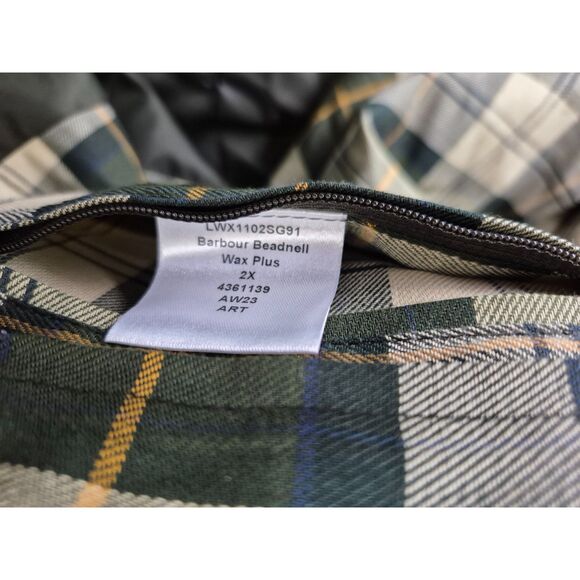 LWX1102SG91
Barbour Beadnell
Wax Plus
2X
4361139
AW23
ART